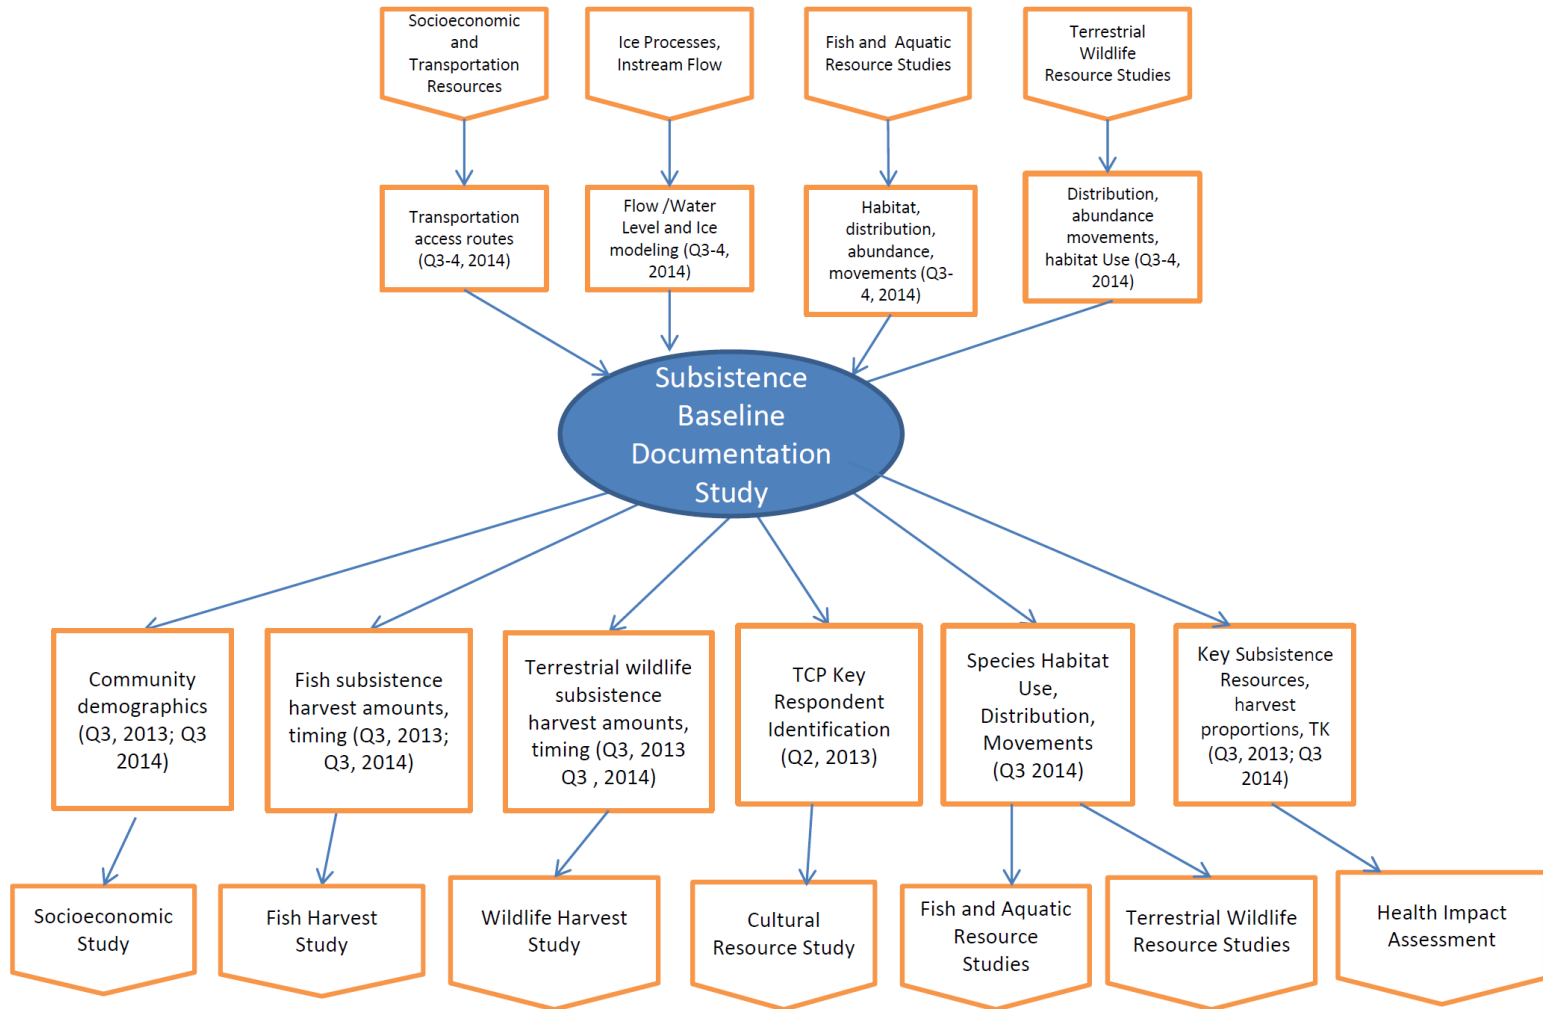 Socioeconomic
and
Transportation
Resources
Ice Processes,
Instream Flow
Fish and Aquatic
Resource Studies
Terrestrial
Wildlife
Resource Studies
Transportation
access routes
(Q3-4, 2014)
Flow /Water
Level and Ice
modeling (Q3-4,
2014)
Habitat,
distribution,
abundance,
movements (Q3-
4, 2014)
Distribution,
abundance
movements,
habitat Use (Q3-4,
2014)
Subsistence
Baseline
Documentation
Study
Community
demographics
(Q3, 2013; Q3
2014)
Fish subsistence
harvest amounts,
timing (Q3, 2013;
Q3, 2014)
Terrestrial wildlife
subsistence
harvest amounts,
timing (Q3, 2013
Q3 , 2014)
TCP Key
Respondent
Identification
(Q2, 2013)
Species Habitat
Use,
Distribution,
Movements
(Q3 2014)
Key Subsistence
Resources,
harvest
proportions, TK
(Q3, 2013; Q3
2014)
Socioeconomic
Study
Fish Harvest
Study
Wildlife Harvest
Study
Cultural
Resource Study
Fish and Aquatic
Resource
Studies
Terrestrial Wildlife
Resource Studies
Health Impact
Assessment